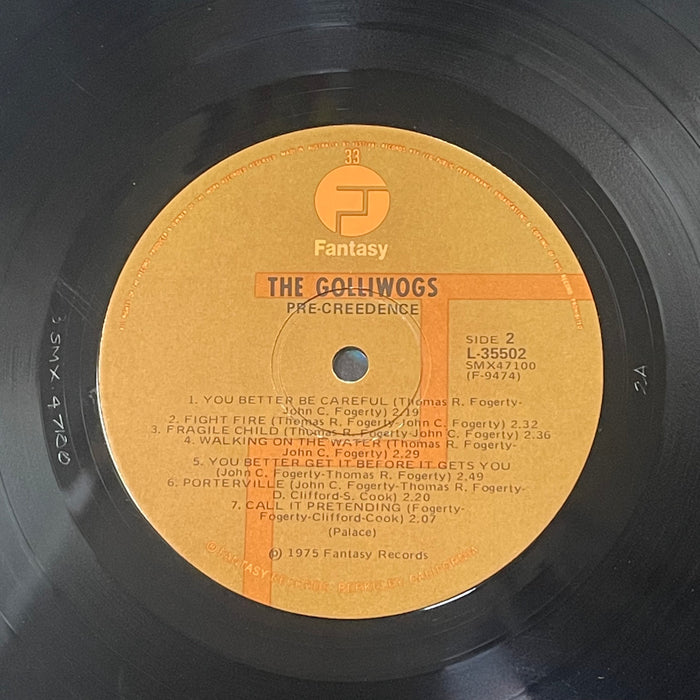 33
Fantasy
THE GOLLIWOGS
PRE-CREEDENCE
SIDE 2
L-35502
SMX47100
(F-9474)
1. YOU BETTER BE CAREFUL (Thomas R. Fogerty-
John C. Fogerty) 2.19
2. FIGHT FIRE (Thomas R. Fogerty-John C. Fogerty) 2.32
3. FRAGILE CHILD (Thomas R. Fogerty-John C. Fogerty) 2.36
4. WALKING ON THE WATER (Thomas R. Fogerty-
John C. Fogerty) 2.29
5. YOU BETTER GET IT BEFORE IT GETS YOU
(John C. Fogerty-Thomas R. Fogerty) 2.49
6. PORTERVILLE (John C. Fogerty-Thomas R. Fogerty-
D. Clifford-S. Cook) 2.20
7. CALL IT PRETENDING (Fogerty-
Fogerty-Clifford-Cook) 2.07
(Palace)
℗ 1975 Fantasy Records
© FANTASY RECORDS, BERKELEY, CALIFORNIA
SMX. 47100
2A